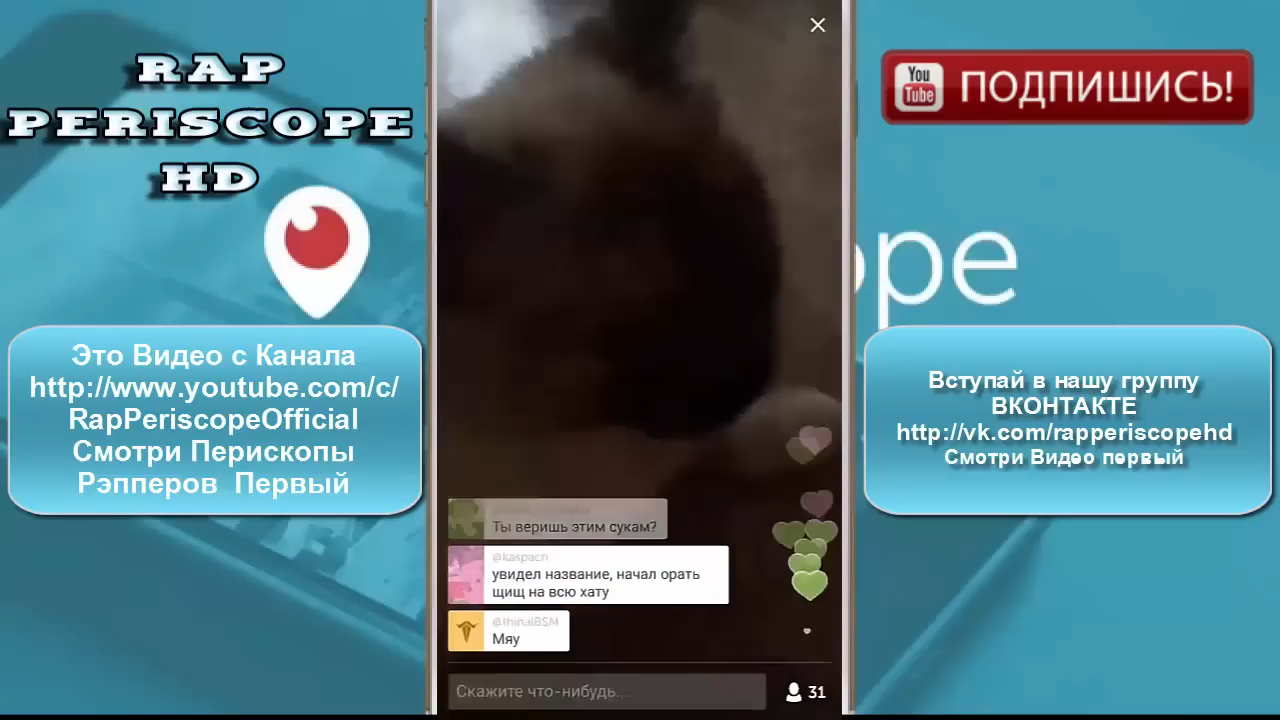 RAP
PERISCOPE
HD
You
Tube
ПОДПИШИСЬ!
ope
Это Видео с Канала
http://www.youtube.com/c/
RapPeriscopeOfficial
Смотри Перископы
Рэпперов Первый
Вступай в нашу группу
ВКОНТАКТЕ
http://vk.com/rapperiscopehd
Смотри Видео первый
Ты веришь этим сукам?
@kaspach
увидел название, начал орать
щищ на всю хату
Мяу
Скажите что-нибудь...
31